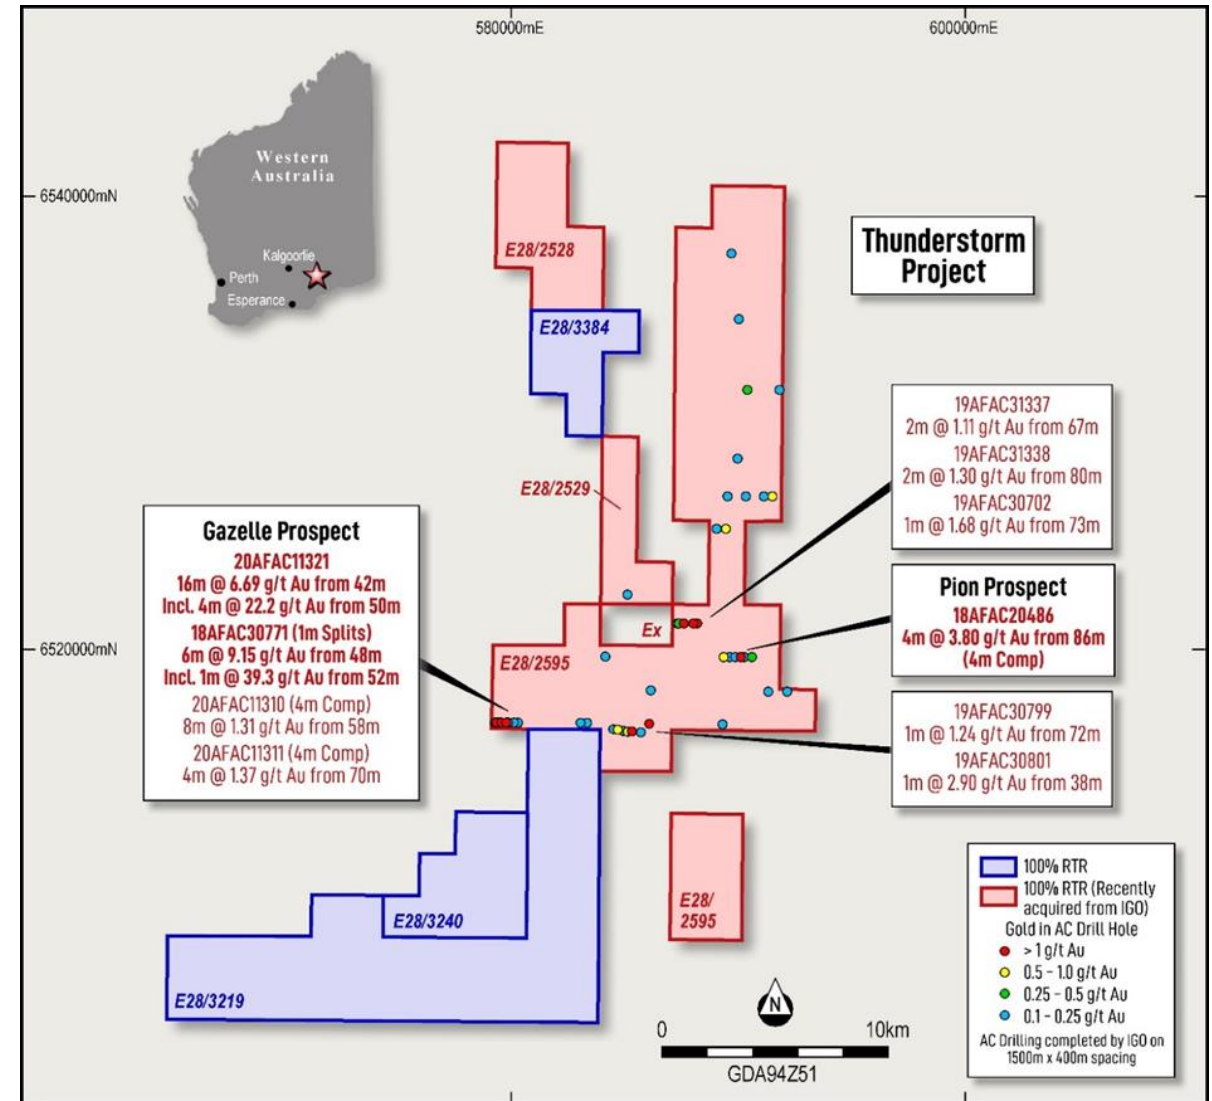 580000mE
600000mE
6540000mN
Western
Australia
Kalgoorlie
Perth
Esperance
Thunderstorm
Project
E28/2528
E28/3384
19AFAC31337
2m @ 1.11 g/t Au from 67m
19AFAC31338
2m @ 1.30 g/t Au from 80m
19AFAC30702
1m @ 1.68 g/t Au from 73m
E28/2529
Gazelle Prospect
20AFAC11321
16m @ 6.69 g/t Au from 42m
Incl. 4m @ 22.2 g/t Au from 50m
18AFAC30771 (1m Splits)
6m @ 9.15 g/t Au from 48m
Incl. 1m @ 39.3 g/t Au from 52m
20AFAC11310 (4m Comp)
8m @ 1.31 g/t Au from 58m
20AFAC11311 (4m Comp)
4m @ 1.37 g/t Au from 70m
Pion Prospect
18AFAC20486
4m @ 3.80 g/t Au from 86m
(4m Comp)
Ex
6520000mN
E28/2595
19AFAC30799
1m @ 1.24 g/t Au from 72m
19AFAC30801
1m @ 2.90 g/t Au from 38m
E28/
2595
E28/3240
E28/3219
100% RTR
100% RTR (Recently
acquired from IGO)
Gold in AC Drill Hole
> 1 g/t Au
0.5 - 1.0 g/t Au
0.25 - 0.5 g/t Au
0.1 - 0.25 g/t Au
AC Drilling completed by IGO on
1500m x 400m spacing
N
0
10km
GDA94Z51